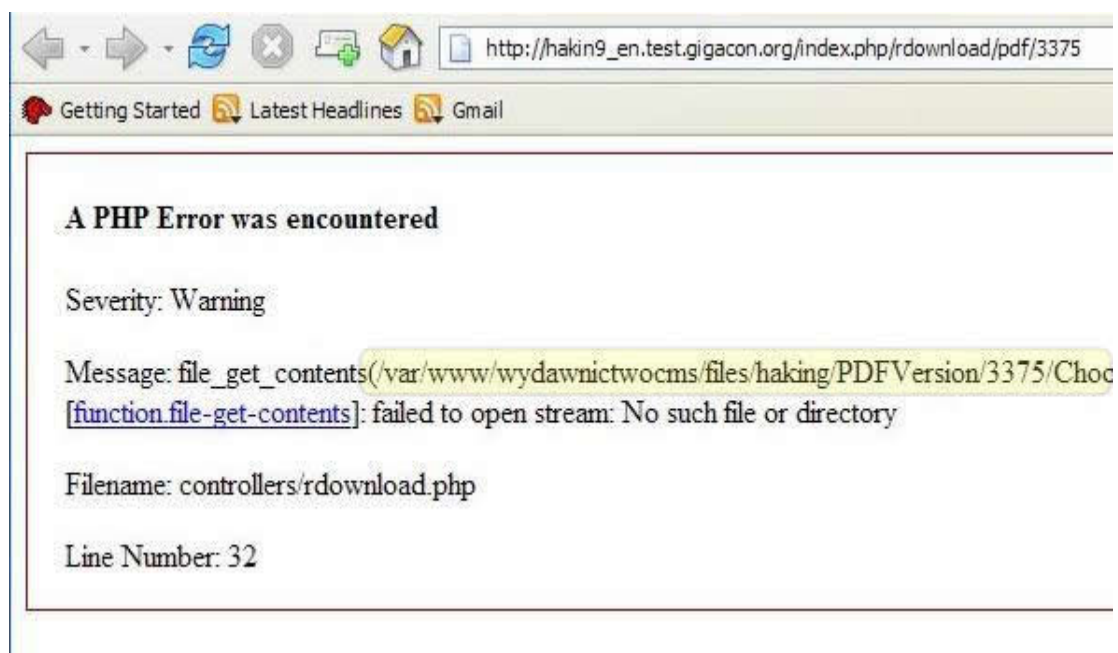 http://hakin9_en.test.gigacon.org/index.php/rdownload/pdf/3375
Getting Started Latest Headlines Gmail
A PHP Error was encountered
Severity: Warning
Message: file_get_contents(/var/www/wydawnictwocms/files/haking/PDFVersion/3375/Choc
[function.file-get-contents]: failed to open stream: No such file or directory
Filename: controllers/rdownload.php
Line Number: 32